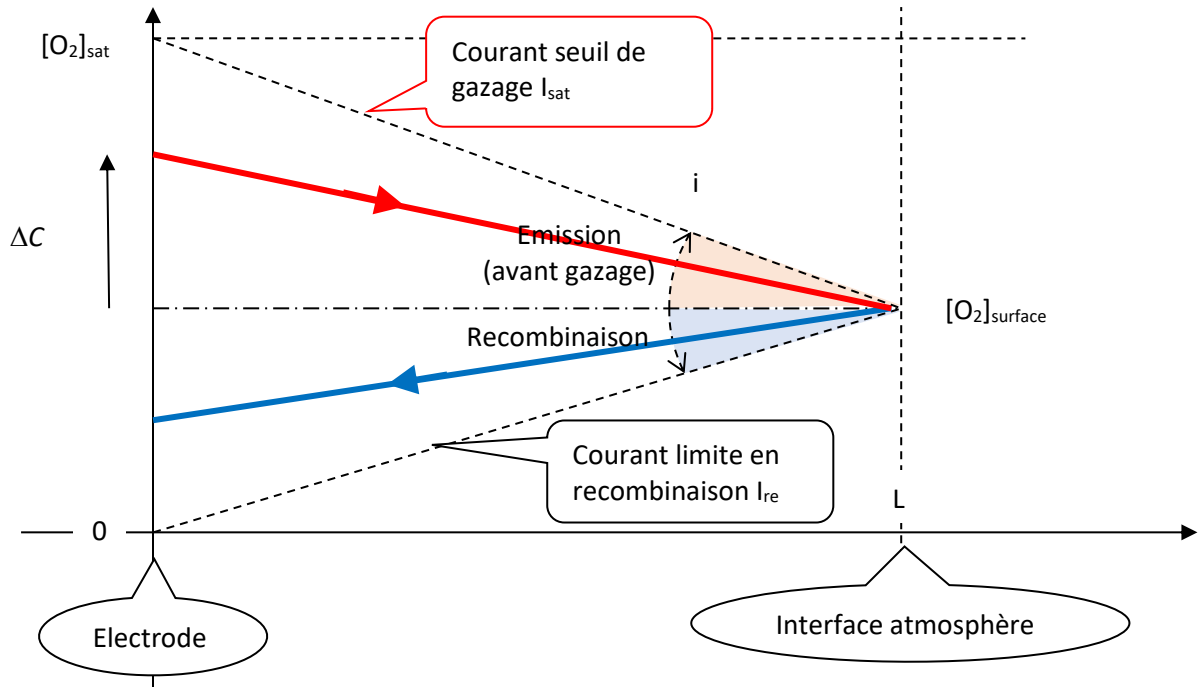 [O₂]sat
Courant seuil de
gazage Isat
i
ΔC
Emission
(avant gazage)
[O₂]surface
Recombinaison
Courant limite en
recombinaison Ire
L
0
Electrode
Interface atmosphère